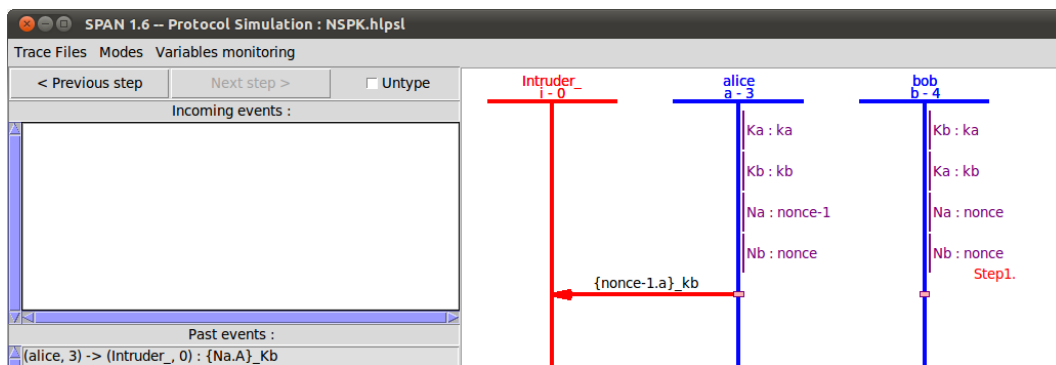 SPAN 1.6 -- Protocol Simulation : NSPK.hlpsl
Trace Files Modes Variables monitoring
< Previous step Next step > Untype
Incoming events :
Past events :
(alice, 3) -> (Intruder_, 0) : {Na.A}_Kb
Intruder_ alice bob
i - 0 a - 3 b - 4
Ka : ka Kb : ka
Kb : kb Ka : kb
Na : nonce-1 Na : nonce
Nb : nonce Nb : nonce
Step1.
{nonce-1.a}_kb